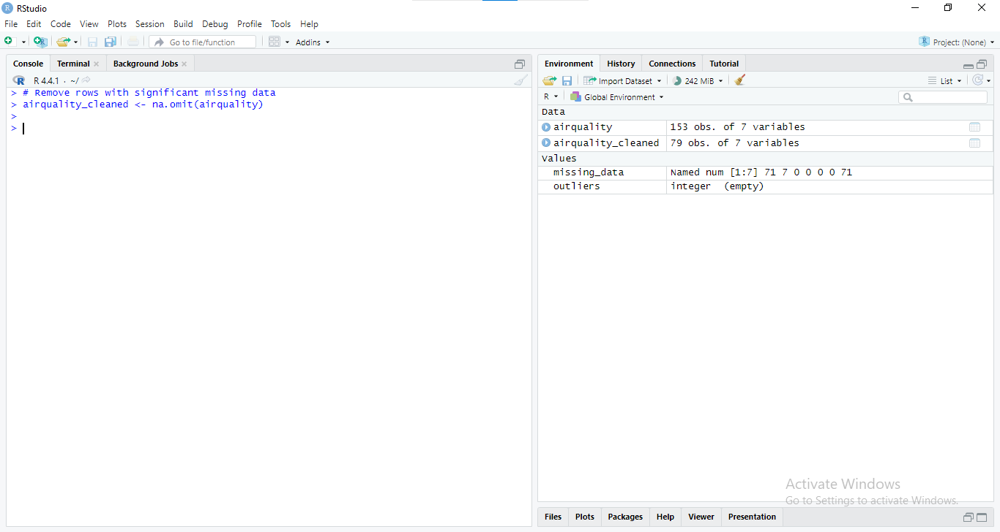 RStudio
File Edit Code View Plots Session Build Debug Profile Tools Help
Go to file/function Addins Project: (None)
Console Terminal Background Jobs
R 4.4.1 · ~/
> # Remove rows with significant missing data
> airquality_cleaned <- na.omit(airquality)
>
>
Environment History Connections Tutorial
Import Dataset 242 MiB List
R Global Environment
Data
airquality 153 obs. of 7 variables
airquality_cleaned 79 obs. of 7 variables
Values
missing_data Named num [1:7] 71 7 0 0 0 0 71
outliers integer (empty)
Activate Windows
Go to Settings to activate Windows.
Files Plots Packages Help Viewer Presentation